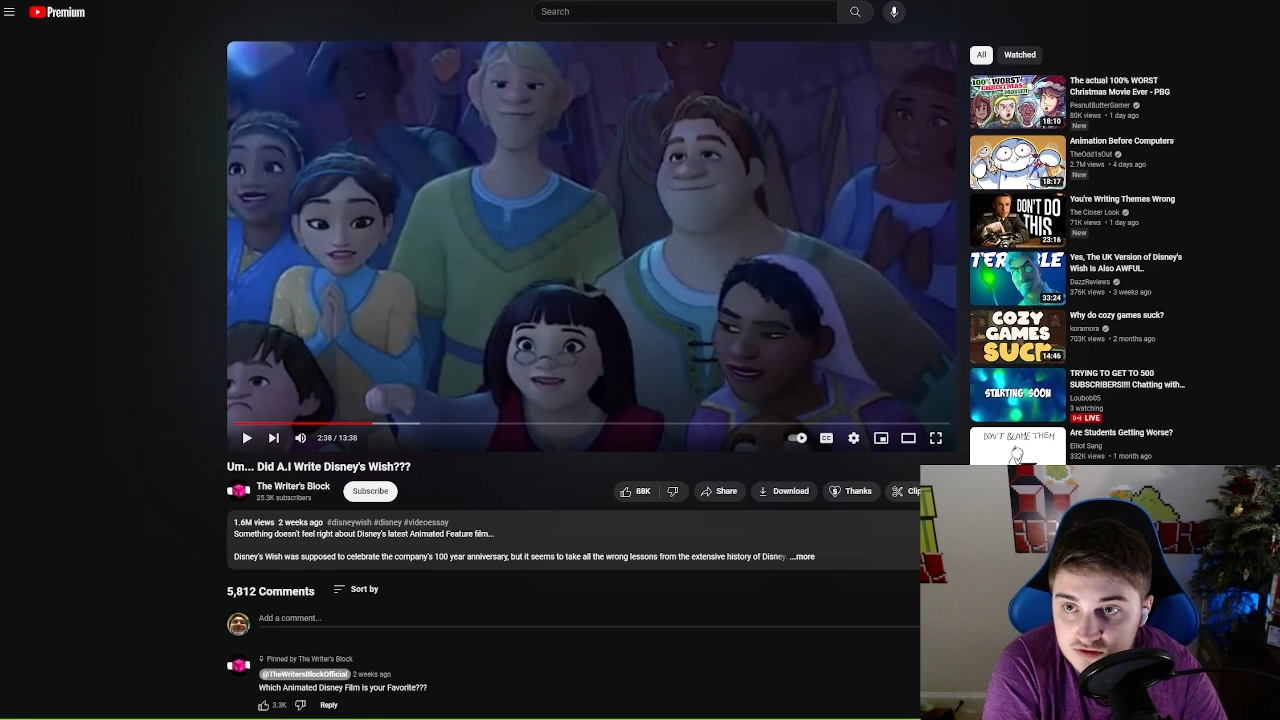 Premium
Search
All
Watched
100% WORST
CHRISTMAS
MOVIE!
18:10
The actual 100% WORST
Christmas Movie Ever - PBG
PeanutButterGamer
80K views • 1 day ago
New
18:17
Animation Before Computers
TheOdd1sOut
2.7M views • 4 days ago
New
DON'T DO
THIS
23:16
You're Writing Themes Wrong
The Closer Look
71K views • 1 day ago
New
33:24
Yes, The UK Version of Disney's
Wish Is Also AWFUL.
DazzReviews
376K views • 3 weeks ago
COZY
GAMES
SUCK
14:46
Why do cozy games suck?
koramora
703K views • 2 months ago
STARTING SOON
TRYING TO GET TO 500
SUBSCRIBERS!!!! Chatting with...
Loubob05
3 watching
LIVE
DON'T BLAME THEM
Are Students Getting Worse?
Elliot Sang
332K views • 1 month ago
2:38 / 13:38
CC
Um... Did A.I Write Disney's Wish???
The Writer's Block
25.3K subscribers
Subscribe
88K
Share
Download
Thanks
Clip
1.6M views 2 weeks ago #disneywish #disney #videoessay
Something doesn't feel right about Disney's latest Animated Feature film...
Disney's Wish was supposed to celebrate the company's 100 year anniversary, but it seems to take all the wrong lessons from the extensive history of Disney ...more
5,812 Comments
Sort by
Add a comment...
Pinned by The Writer's Block
@TheWritersBlockOfficial 2 weeks ago
Which Animated Disney Film is your Favorite???
3.3K
Reply